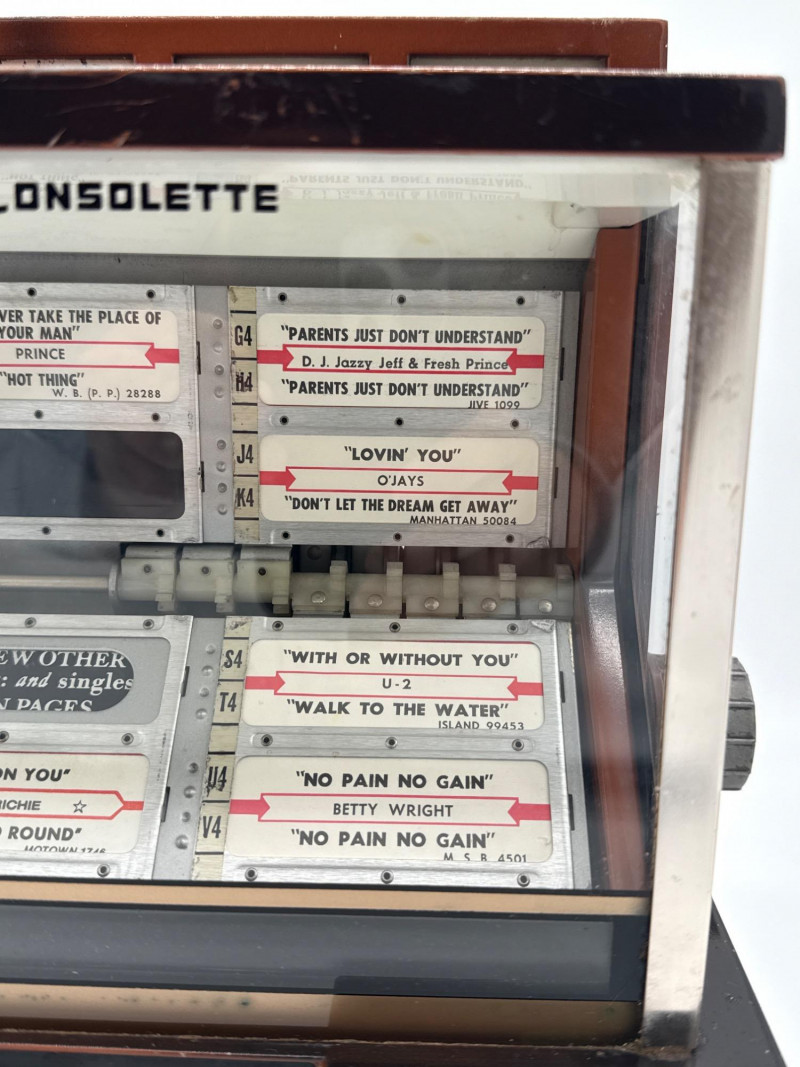 CONSOLETTE
VER TAKE THE PLACE OF
YOUR MAN"
PRINCE
"HOT THING"
W. B. (P. P.) 28288
G4
H4
"PARENTS JUST DON'T UNDERSTAND"
D. J. Jazzy Jeff & Fresh Prince
"PARENTS JUST DON'T UNDERSTAND"
JIVE 1099
J4
K4
"LOVIN' YOU"
O'JAYS
"DON'T LET THE DREAM GET AWAY"
MANHATTAN 50084
EW OTHER
: and singles
N PAGES
S4
T4
"WITH OR WITHOUT YOU"
U-2
"WALK TO THE WATER"
ISLAND 99453
ON YOU"
RICHIE ☆
ROUND"
MOTOWN 1746
U4
V4
"NO PAIN NO GAIN"
BETTY WRIGHT
"NO PAIN NO GAIN"
M. S. B. 4501